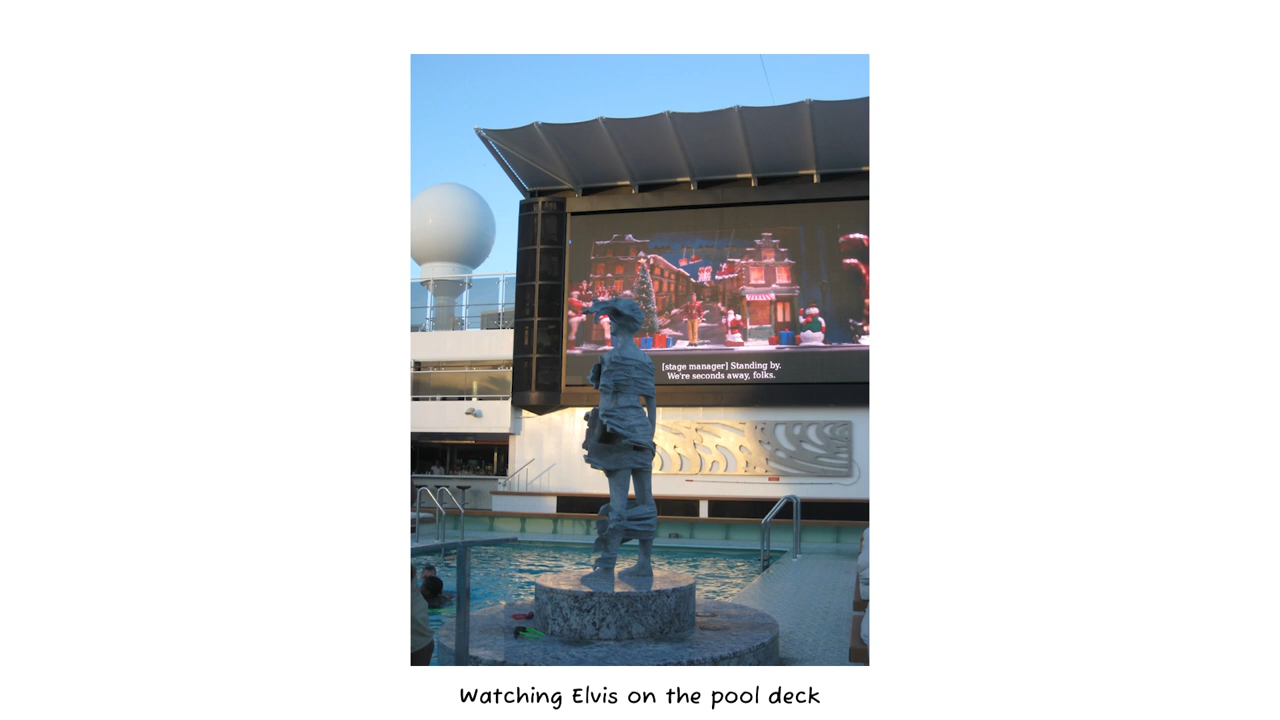 [stage manager] Standing by.
We're seconds away, folks.
Watching Elvis on the pool deck